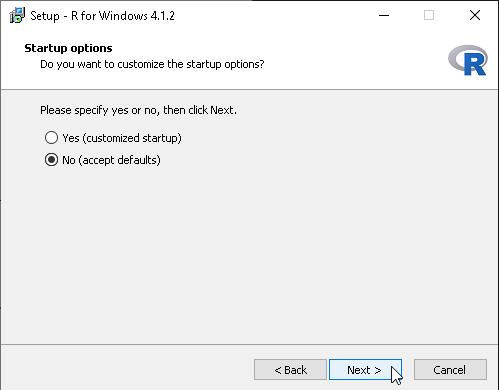 Setup - R for Windows 4.1.2
Startup options
Do you want to customize the startup options?
R
Please specify yes or no, then click Next.
Yes (customized startup)
No (accept defaults)
< Back
Next >
Cancel